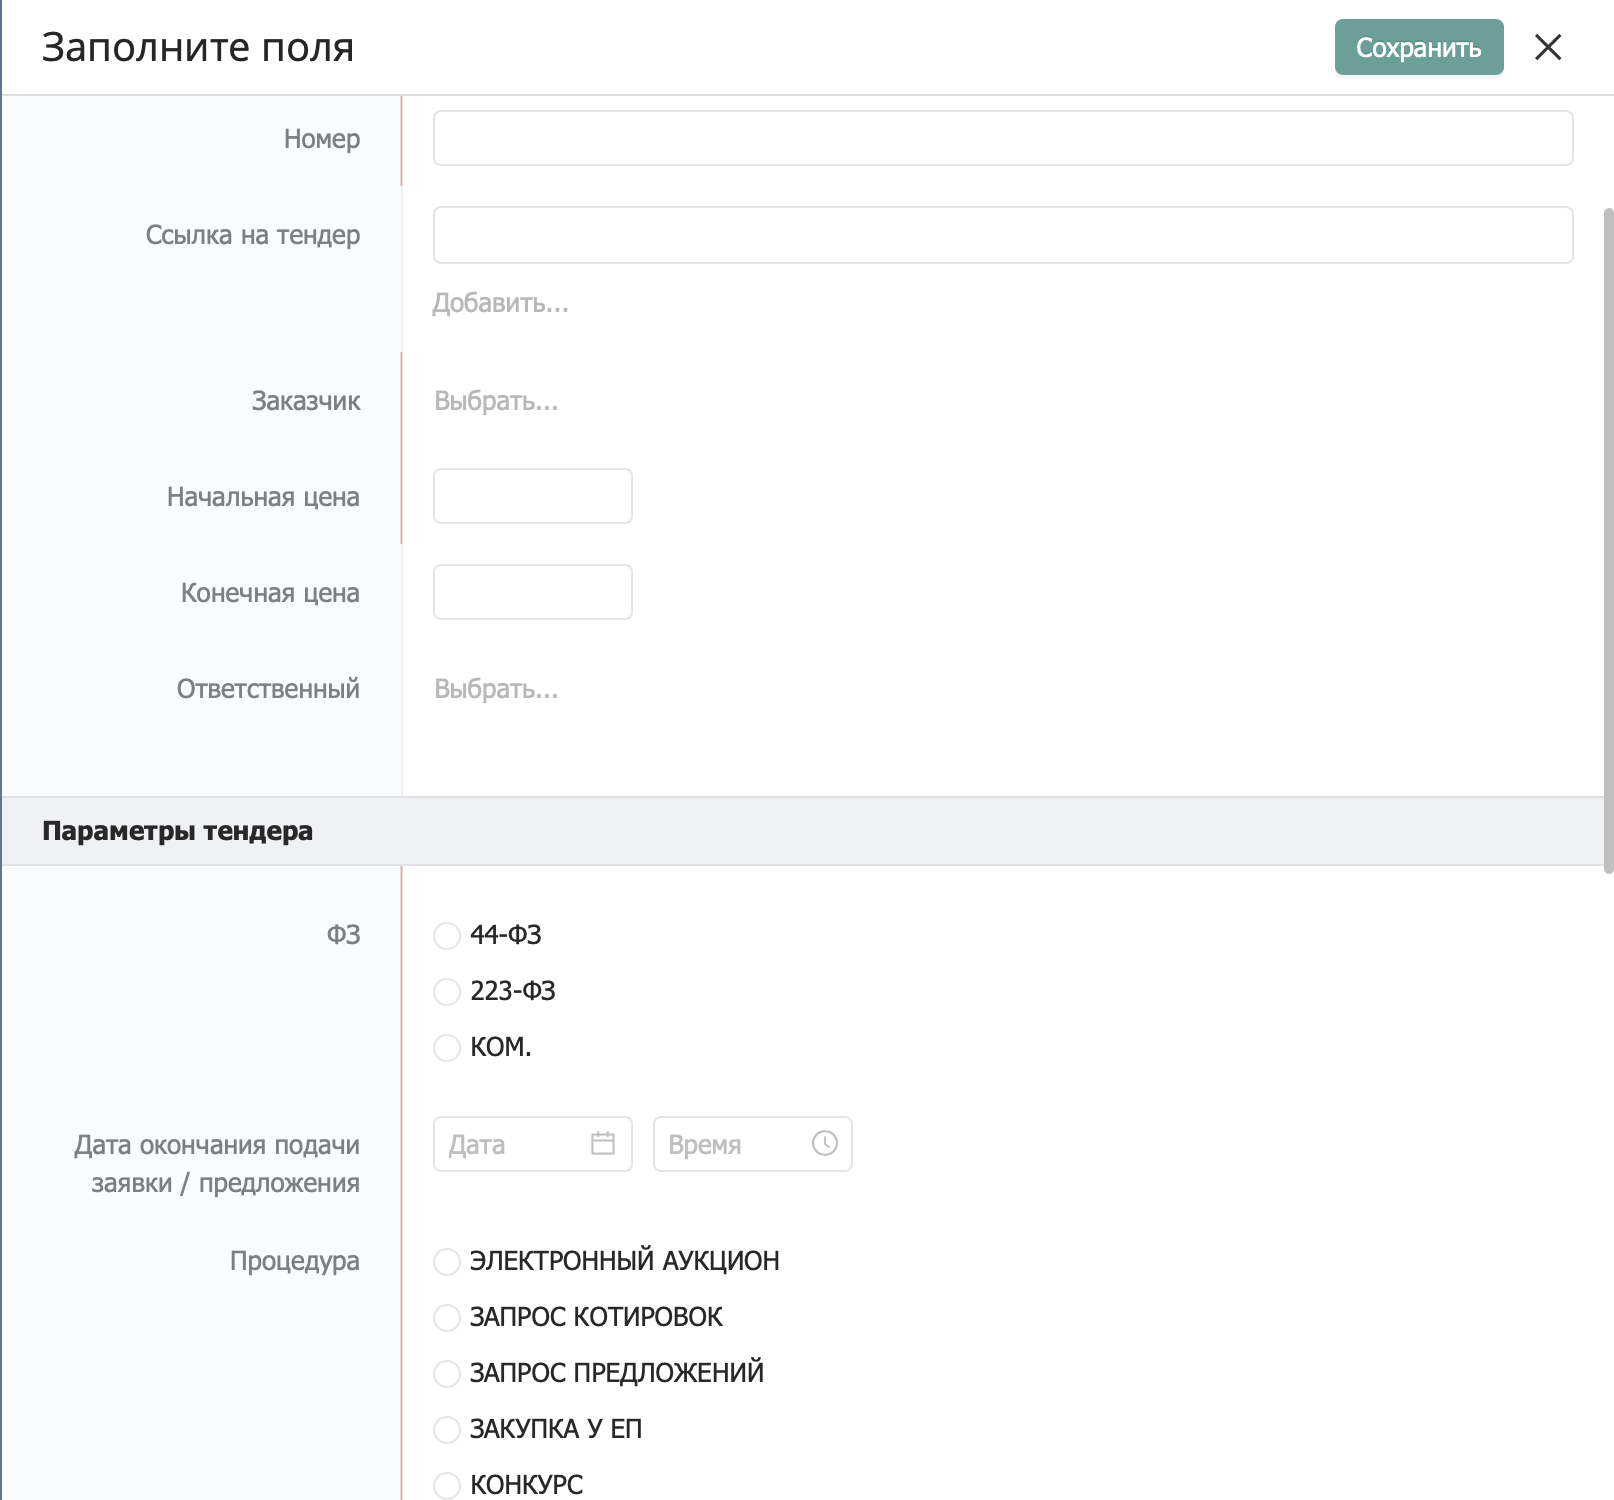 Заполните поля
Сохранить
Номер
Ссылка на тендер
Добавить...
Заказчик
Выбрать...
Начальная цена
Конечная цена
Ответственный
Выбрать...
Параметры тендера
ФЗ
44-ФЗ
223-ФЗ
КОМ.
Дата окончания подачи
заявки / предложения
Дата
Время
Процедура
ЭЛЕКТРОННЫЙ АУКЦИОН
ЗАПРОС КОТИРОВОК
ЗАПРОС ПРЕДЛОЖЕНИЙ
ЗАКУПКА У ЕП
КОНКУРС